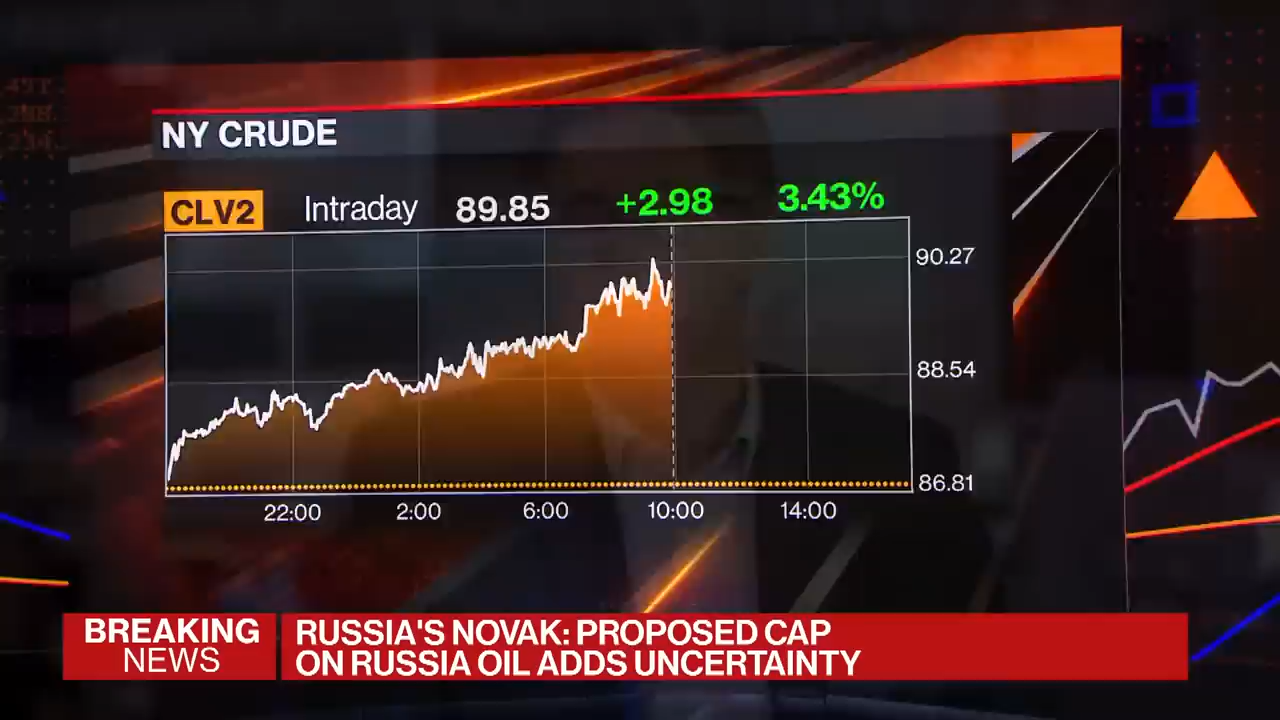 NY CRUDE
CLV2 Intraday 89.85 +2.98 3.43%
90.27
88.54
86.81
22:00 2:00 6:00 10:00 14:00
BREAKING
NEWS
RUSSIA'S NOVAK: PROPOSED CAP
ON RUSSIA OIL ADDS UNCERTAINTY